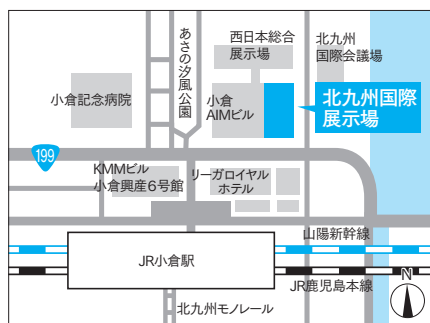 西日本総合
展示場
北九州
国際会議場
あさの汐風公園
小倉記念病院
小倉
AIMビル
北九州国際
展示場
199
KMMビル
小倉興産6号館
リーガロイヤル
ホテル
山陽新幹線
JR小倉駅
JR鹿児島本線
N
北九州モノレール